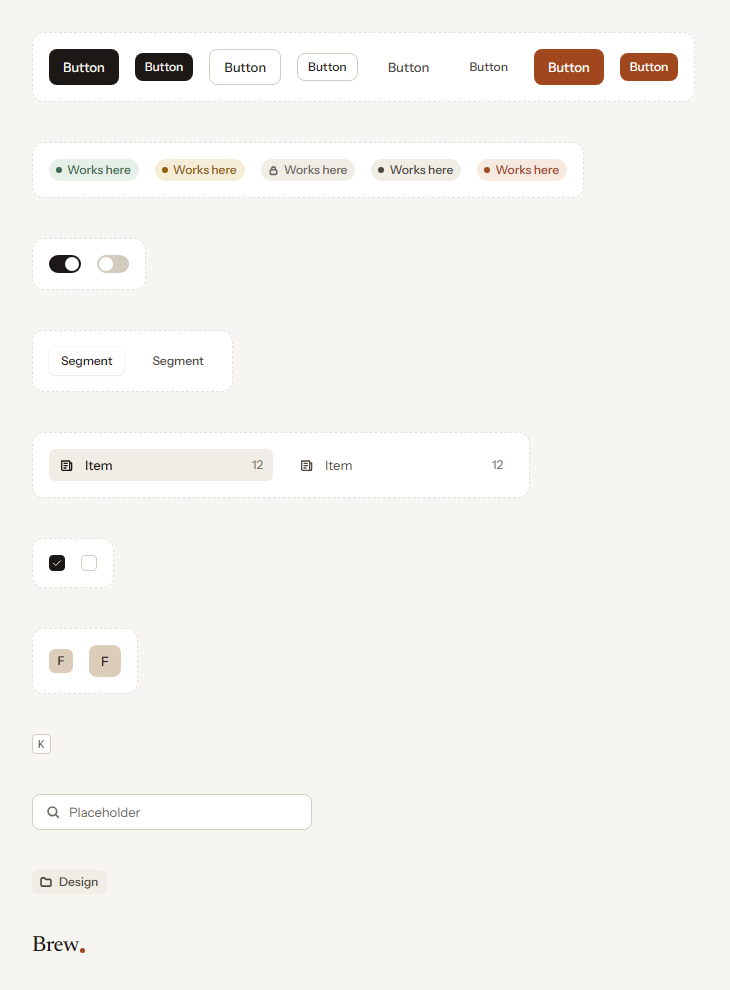 Button Button Button Button Button Button Button Button
Works here Works here Works here Works here Works here
Segment Segment
Item 12 Item 12
F F
K
Placeholder
Design
Brew.